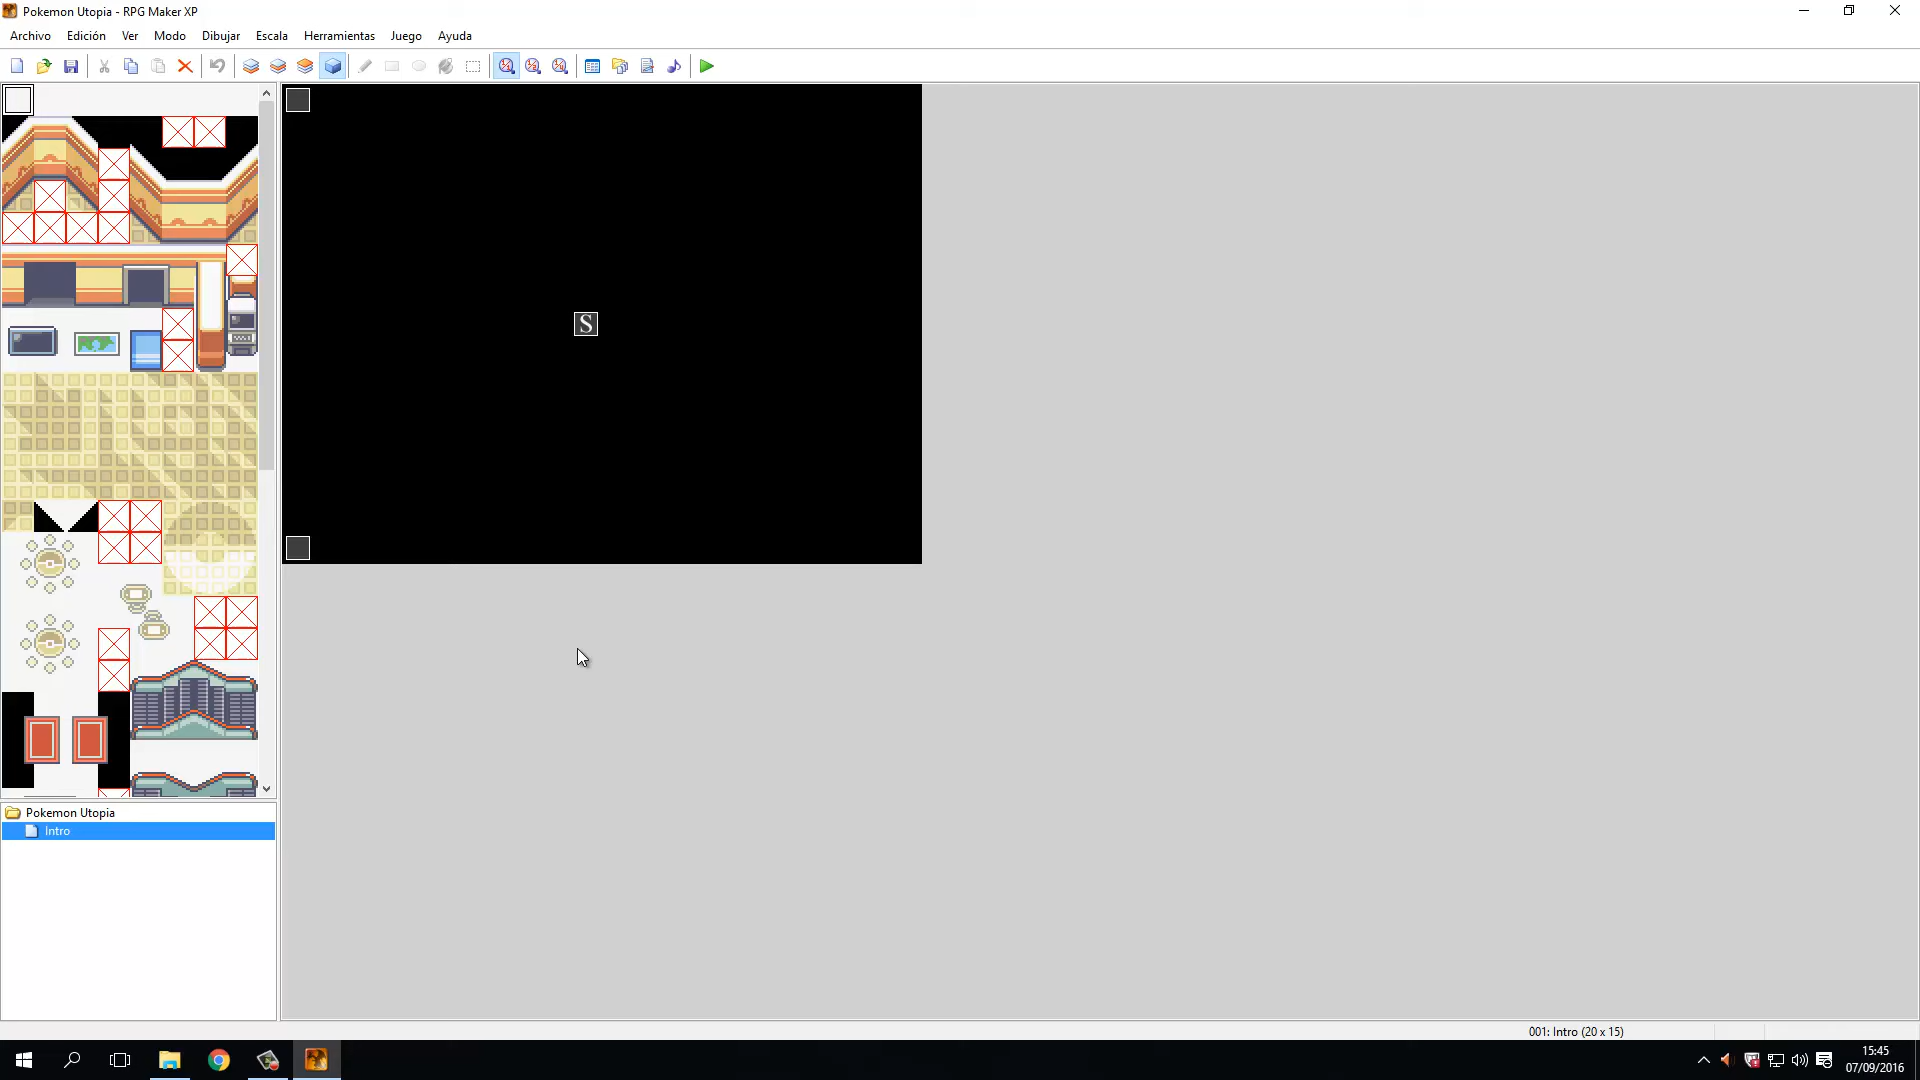 Pokemon Utopia - RPG Maker XP
Archivo Edición Ver Modo Dibujar Escala Herramientas Juego Ayuda
S
Pokemon Utopia
Intro
001: Intro (20 x 15)
15:45
07/09/2016